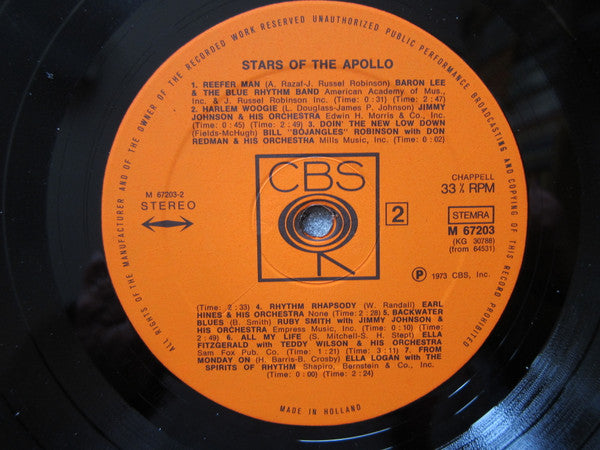 ALL RIGHTS OF THE MANUFACTURER AND OF THE OWNER OF THE RECORDED WORK RESERVED UNAUTHORIZED PUBLIC PERFORMANCE BROADCASTING AND COPYING OF THIS RECORD PROHIBITED
STARS OF THE APOLLO
1. REEFER MAN (A. Razaf-J. Russel Robinson) BARON LEE
& THE BLUE RHYTHM BAND American Academy of Mus.,
Inc. & J. Russel Robinson Inc. (Time: 0:31) (Time: 2:47)
2. HARLEM WOOGIE (L. Douglass-James P. Johnson) JIMMY
JOHNSON & HIS ORCHESTRA Edwin H. Morris & Co., Inc.
(Time: 0:45) (Time: 2:49) 3. DOIN' THE NEW LOW DOWN
(Fields-McHugh) BILL "BOJANGLES" ROBINSON with DON
REDMAN & HIS ORCHESTRA Mills Music, Inc. (Time: 0:02)
CBS
M 67203-2
STEREO
2
CHAPPELL
33⅓ RPM
STEMRA
M 67203
(KG 30788)
(from 64531)
Ⓟ 1973 CBS, Inc.
(Time: 2:33) 4. RHYTHM RHAPSODY (W. Randall) EARL
HINES & HIS ORCHESTRA None (Time: 2:28) 5. BACKWATER
BLUES (B. Smith) RUBY SMITH with JIMMY JOHNSON &
HIS ORCHESTRA Empress Music, Inc. (Time: 0:10) (Time:
2:49) 6. ALL MY LIFE (S. Mitchell-S. H. Stept) ELLA
FITZGERALD with TEDDY WILSON & HIS ORCHESTRA
Sam Fox Pub. Co. (Time: 1:21) (Time: 3:11) 7. FROM
MONDAY ON (H. Barris-B. Crosby) ELLA LOGAN with THE
SPIRITS OF RHYTHM Shapiro, Bernstein & Co., Inc.
(Time: 0:00) (Time: 2:24)
MADE IN HOLLAND